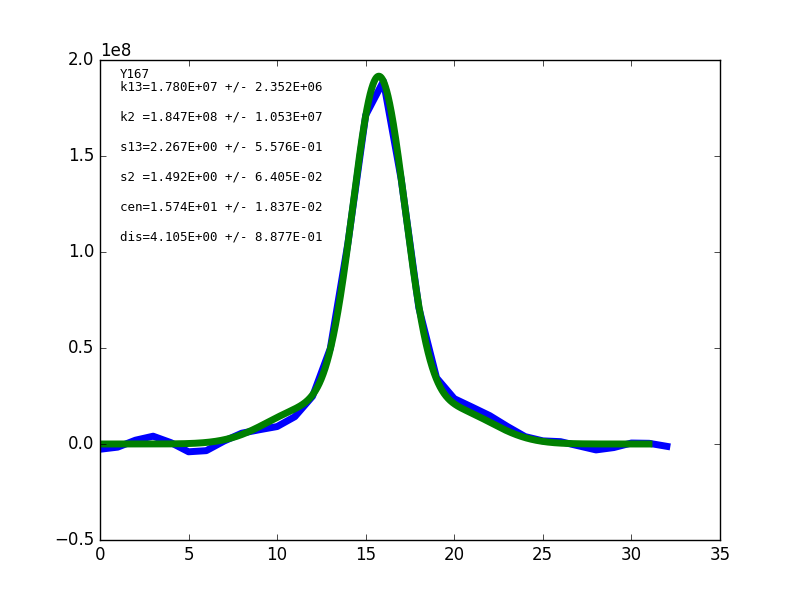 1e8
2.0
Y167
k13=1.780E+07 +/- 2.352E+06
k2 =1.847E+08 +/- 1.053E+07
1.5
s13=2.267E+00 +/- 5.576E-01
s2 =1.492E+00 +/- 6.405E-02
cen=1.574E+01 +/- 1.837E-02
dis=4.105E+00 +/- 8.877E-01
1.0
0.5
0.0
−0.5
0 5 10 15 20 25 30 35